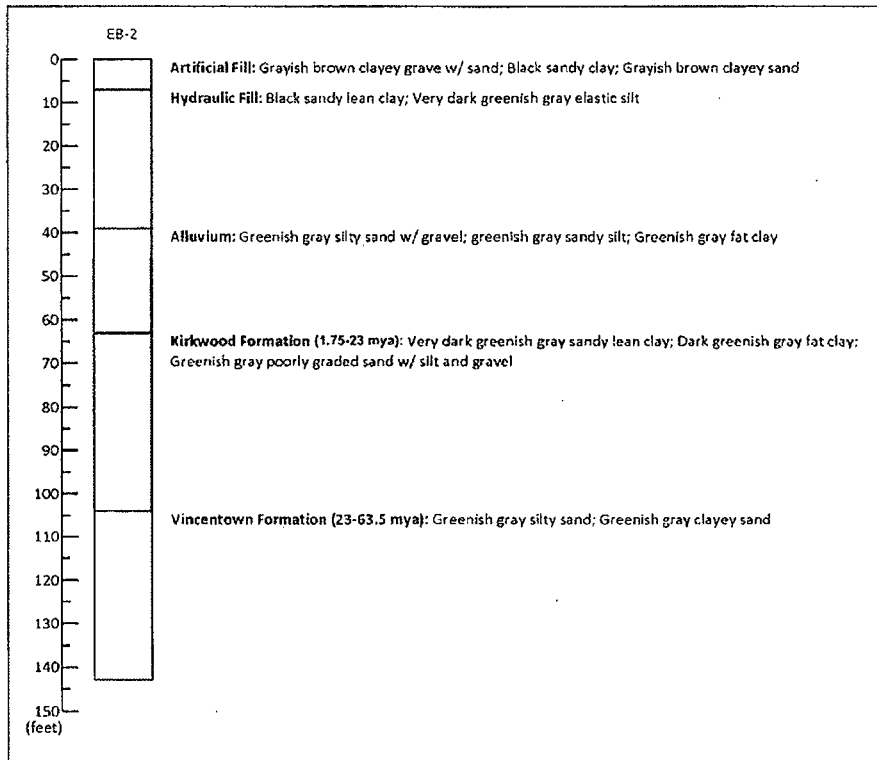 EB-2
0
Artificial Fill: Grayish brown clayey grave w/ sand; Black sandy clay; Grayish brown clayey sand
10
Hydraulic Fill: Black sandy lean clay; Very dark greenish gray elastic silt
20
30
40
Alluvium: Greenish gray silty sand w/ gravel; greenish gray sandy silt; Greenish gray fat clay
50
60
Kirkwood Formation (1.75-23 mya): Very dark greenish gray sandy lean clay; Dark greenish gray fat clay;
Greenish gray poorly graded sand w/ silt and gravel
70
80
90
100
Vincentown Formation (23-63.5 mya): Greenish gray silty sand; Greenish gray clayey sand
110
120
130
140
150
(feet)